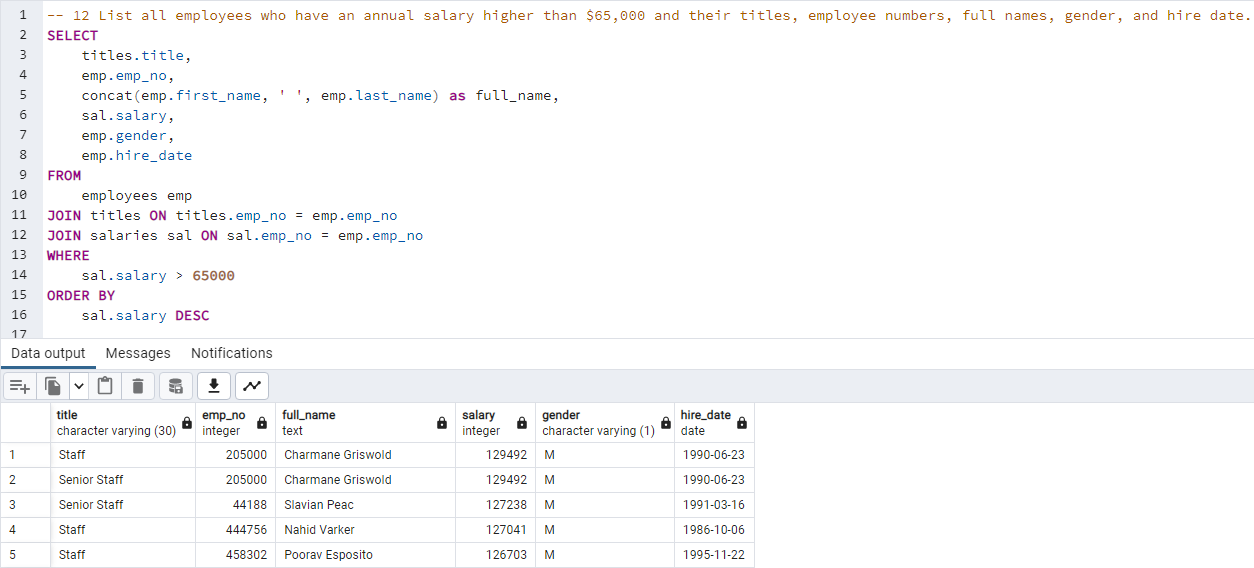 1 -- 12 List all employees who have an annual salary higher than $65,000 and their titles, employee numbers, full names, gender, and hire date.
2 SELECT
3 titles.title,
4 emp.emp_no,
5 concat(emp.first_name, ' ', emp.last_name) as full_name,
6 sal.salary,
7 emp.gender,
8 emp.hire_date
9 FROM
10 employees emp
11 JOIN titles ON titles.emp_no = emp.emp_no
12 JOIN salaries sal ON sal.emp_no = emp.emp_no
13 WHERE
14 sal.salary > 65000
15 ORDER BY
16 sal.salary DESC
17
Data output Messages Notifications
title emp_no full_name salary gender hire_date
character varying (30) integer text integer character varying (1) date
1 Staff 205000 Charmane Griswold 129492 M 1990-06-23
2 Senior Staff 205000 Charmane Griswold 129492 M 1990-06-23
3 Senior Staff 44188 Slavian Peac 127238 M 1991-03-16
4 Staff 444756 Nahid Varker 127041 M 1986-10-06
5 Staff 458302 Poorav Esposito 126703 M 1995-11-22